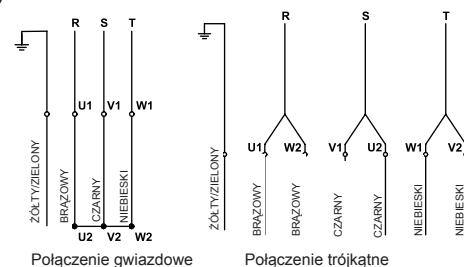 R S T
U1 V1 W1
ŻÓŁTY/ZIELONY
BRĄZOWY
CZARNY
NIEBIESKI
U2 V2 W2
Połączenie gwiazdowe
R S T
U1 W2 V1 U2 W1 V2
ŻÓŁTY/ZIELONY
BRĄZOWY
BRĄZOWY
CZARNY
CZARNY
NIEBIESKI
NIEBIESKI
Połączenie trójkątne